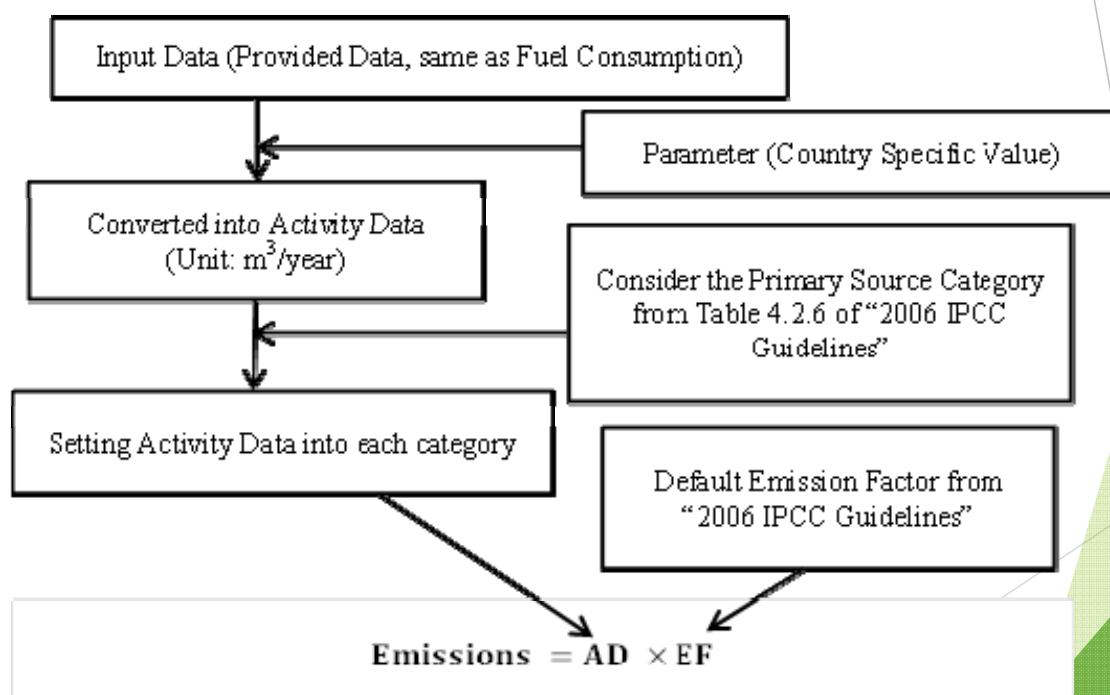 Input Data (Provided Data, same as Fuel Consumption)
Parameter (Country Specific Value)
Converted into Activity Data
(Unit: m³/year)
Consider the Primary Source Category
from Table 4.2.6 of “2006 IPCC
Guidelines”
Setting Activity Data into each category
Default Emission Factor from
“2006 IPCC Guidelines”
Emissions = AD × EF